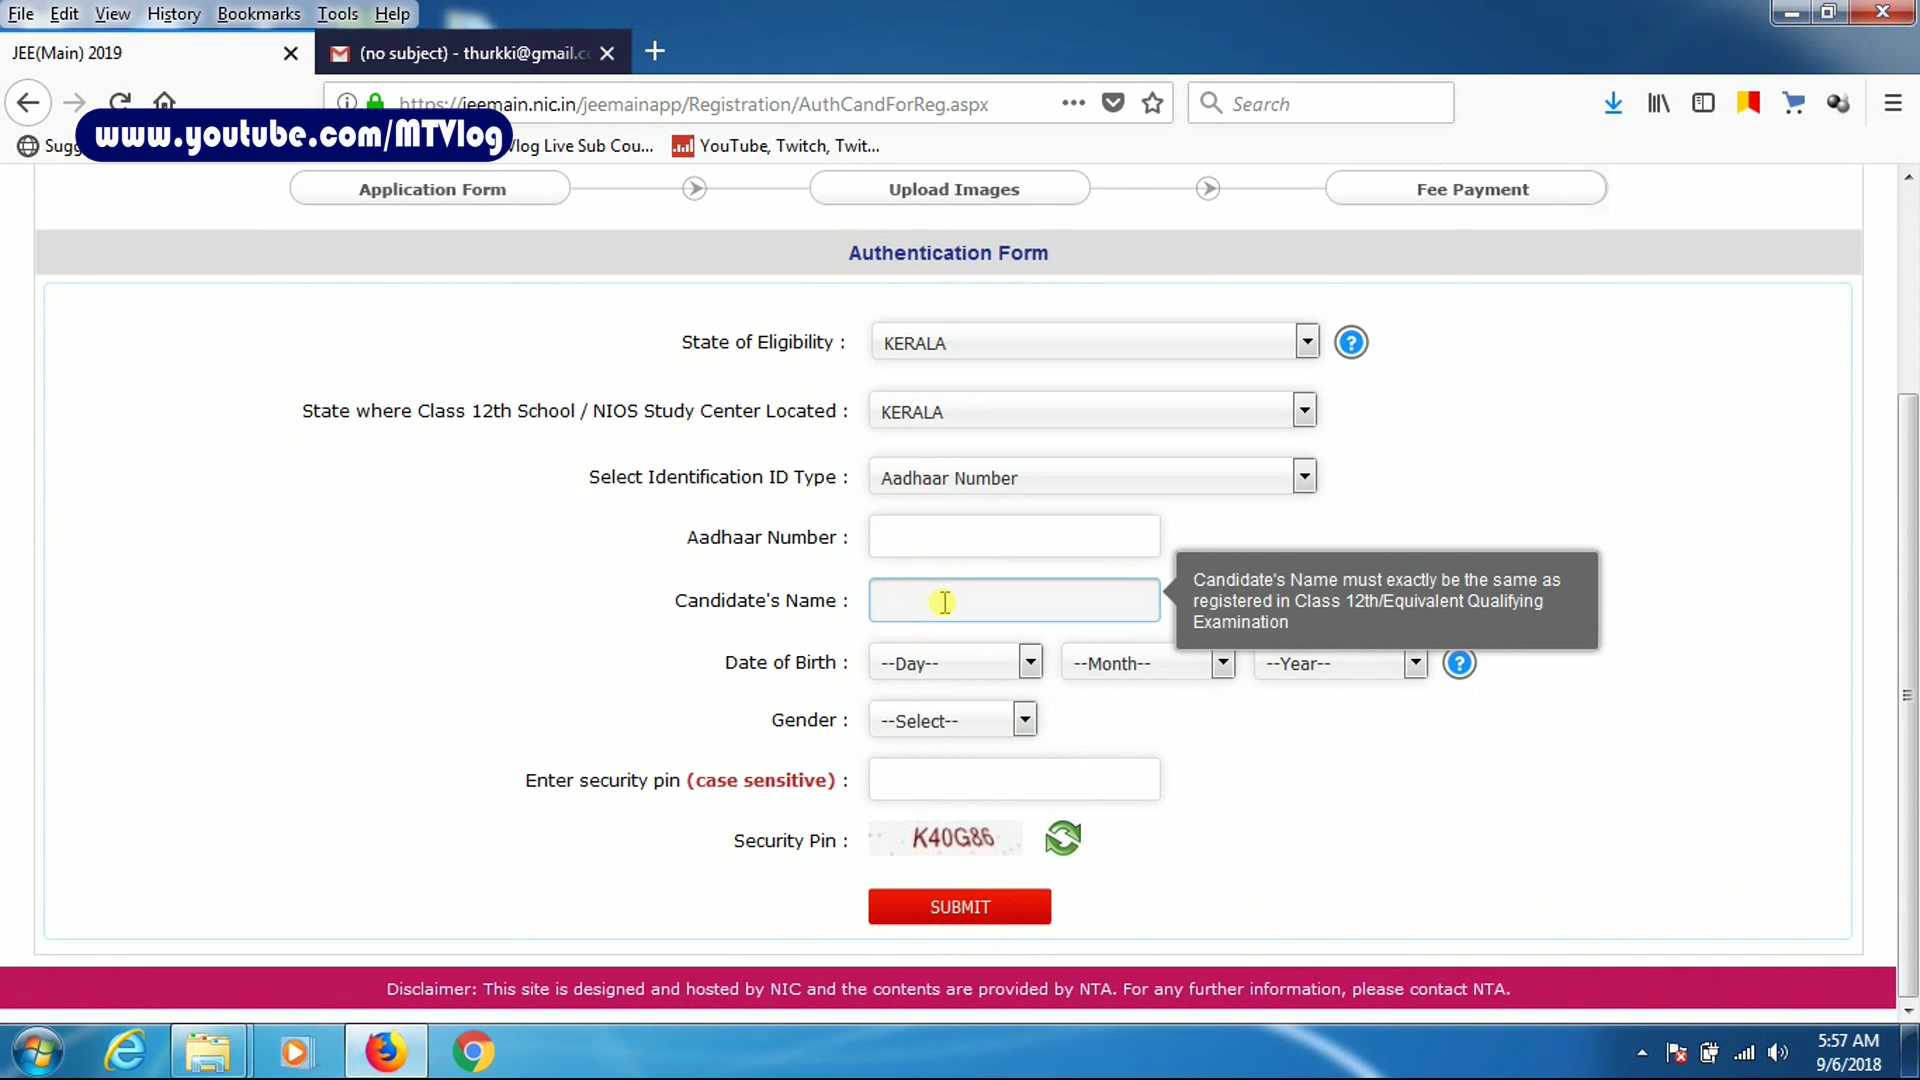 File Edit View History Bookmarks Tools Help
JEE(Main) 2019
(no subject) - thurkki@gmail.c
https://jeemain.nic.in/jeemainapp/Registration/AuthCandForReg.aspx
Search
www.youtube.com/MTVlog
Sugg
Vlog Live Sub Cou...
YouTube, Twitch, Twit...
Application Form
Upload Images
Fee Payment
Authentication Form
State of Eligibility :
KERALA
State where Class 12th School / NIOS Study Center Located :
KERALA
Select Identification ID Type :
Aadhaar Number
Aadhaar Number :
Candidate's Name :
Candidate's Name must exactly be the same as
registered in Class 12th/Equivalent Qualifying
Examination
Date of Birth :
--Day--
--Month--
--Year--
Gender :
--Select--
Enter security pin (case sensitive) :
Security Pin :
K40G86
SUBMIT
Disclaimer: This site is designed and hosted by NIC and the contents are provided by NTA. For any further information, please contact NTA.
5:57 AM
9/6/2018